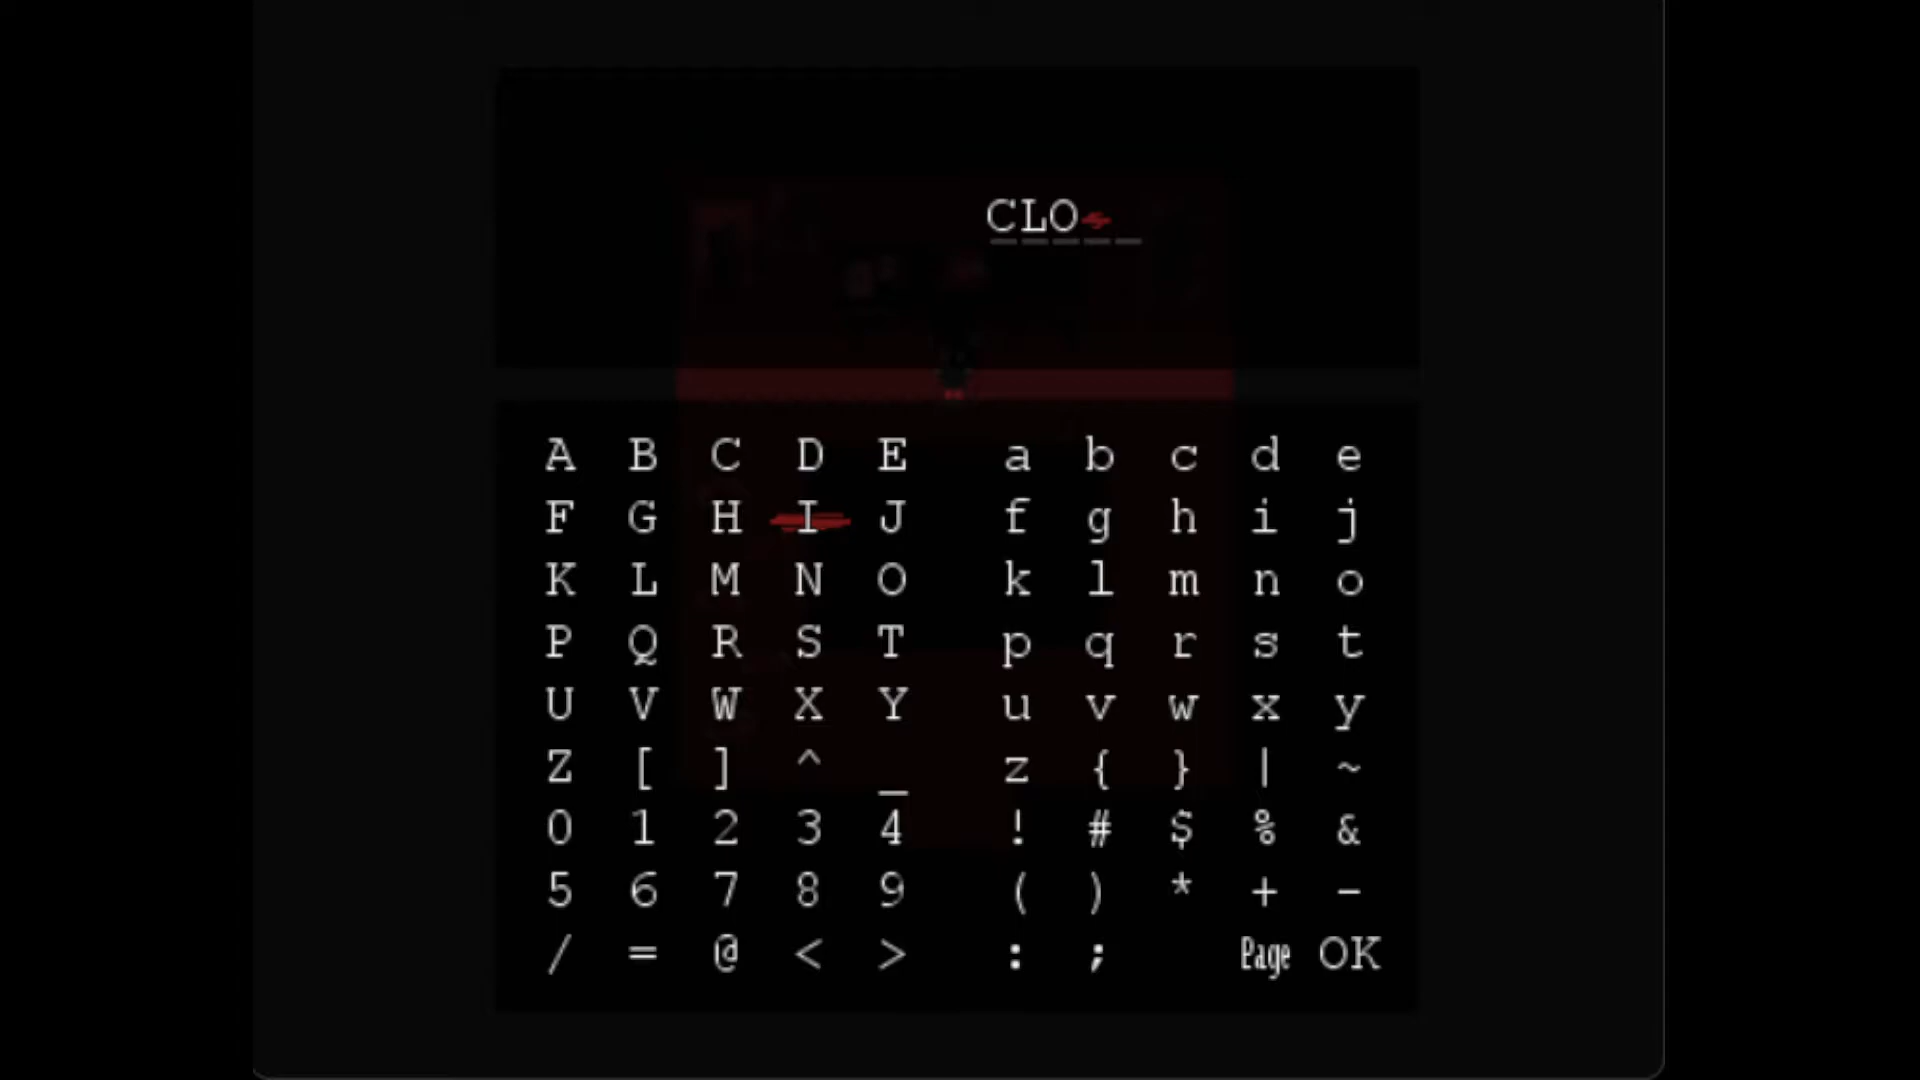 CLO
A B C D E a b c d e
F G H I J f g h i j
K L M N O k l m n o
P Q R S T p q r s t
U V W X Y u v w x y
Z [ ] ^ _ z { } | ~
0 1 2 3 4 ! # $ % &
5 6 7 8 9 ( ) * + -
/ = @ < > : ; Page OK